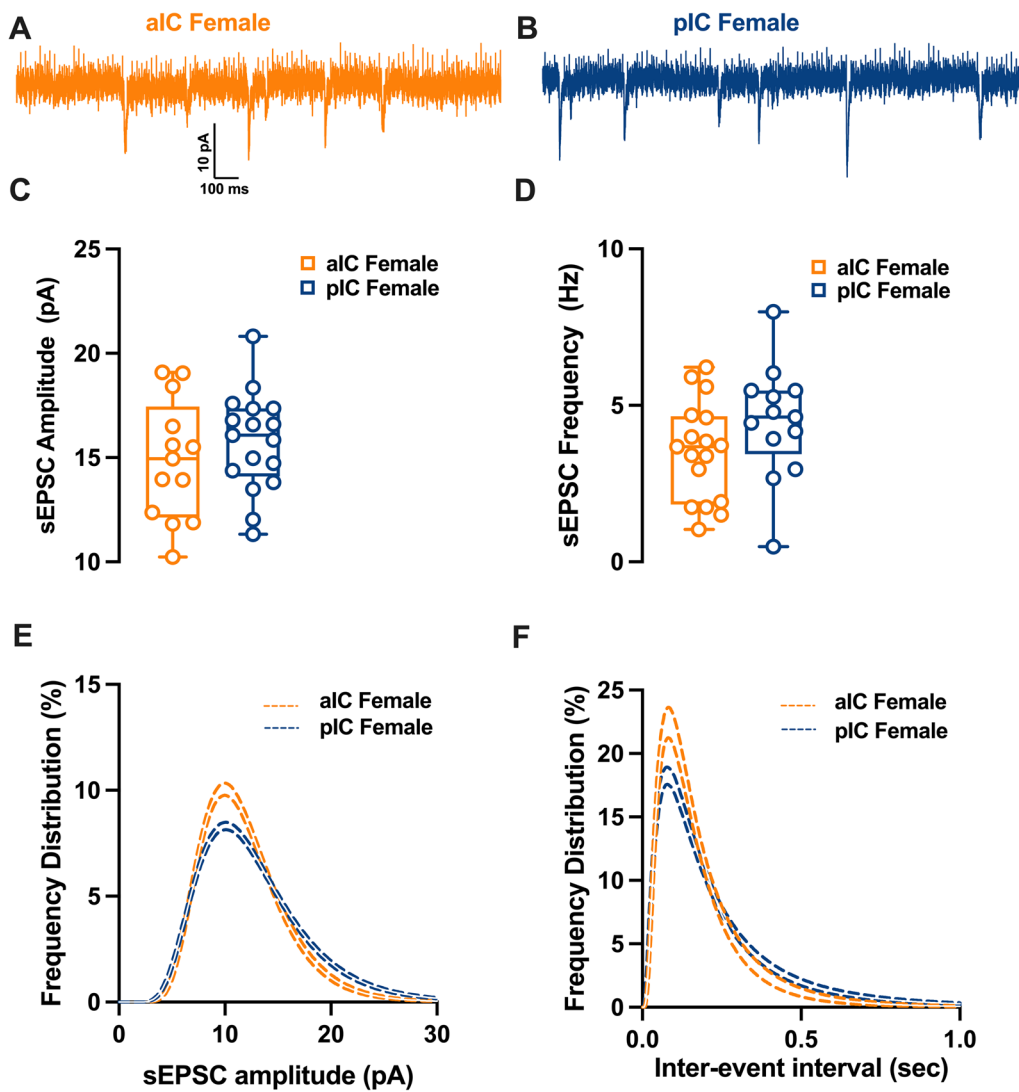 A
aIC Female
B
pIC Female
10 pA
100 ms
C
sEPSC Amplitude (pA)
25
20
15
10
aIC Female
pIC Female
D
sEPSC Frequency (Hz)
10
5
0
aIC Female
pIC Female
E
Frequency Distribution (%)
15
10
5
0
0
10
20
30
sEPSC amplitude (pA)
aIC Female
pIC Female
F
Frequency Distribution (%)
25
20
15
10
5
0
0.0
0.5
1.0
Inter-event interval (sec)
aIC Female
pIC Female